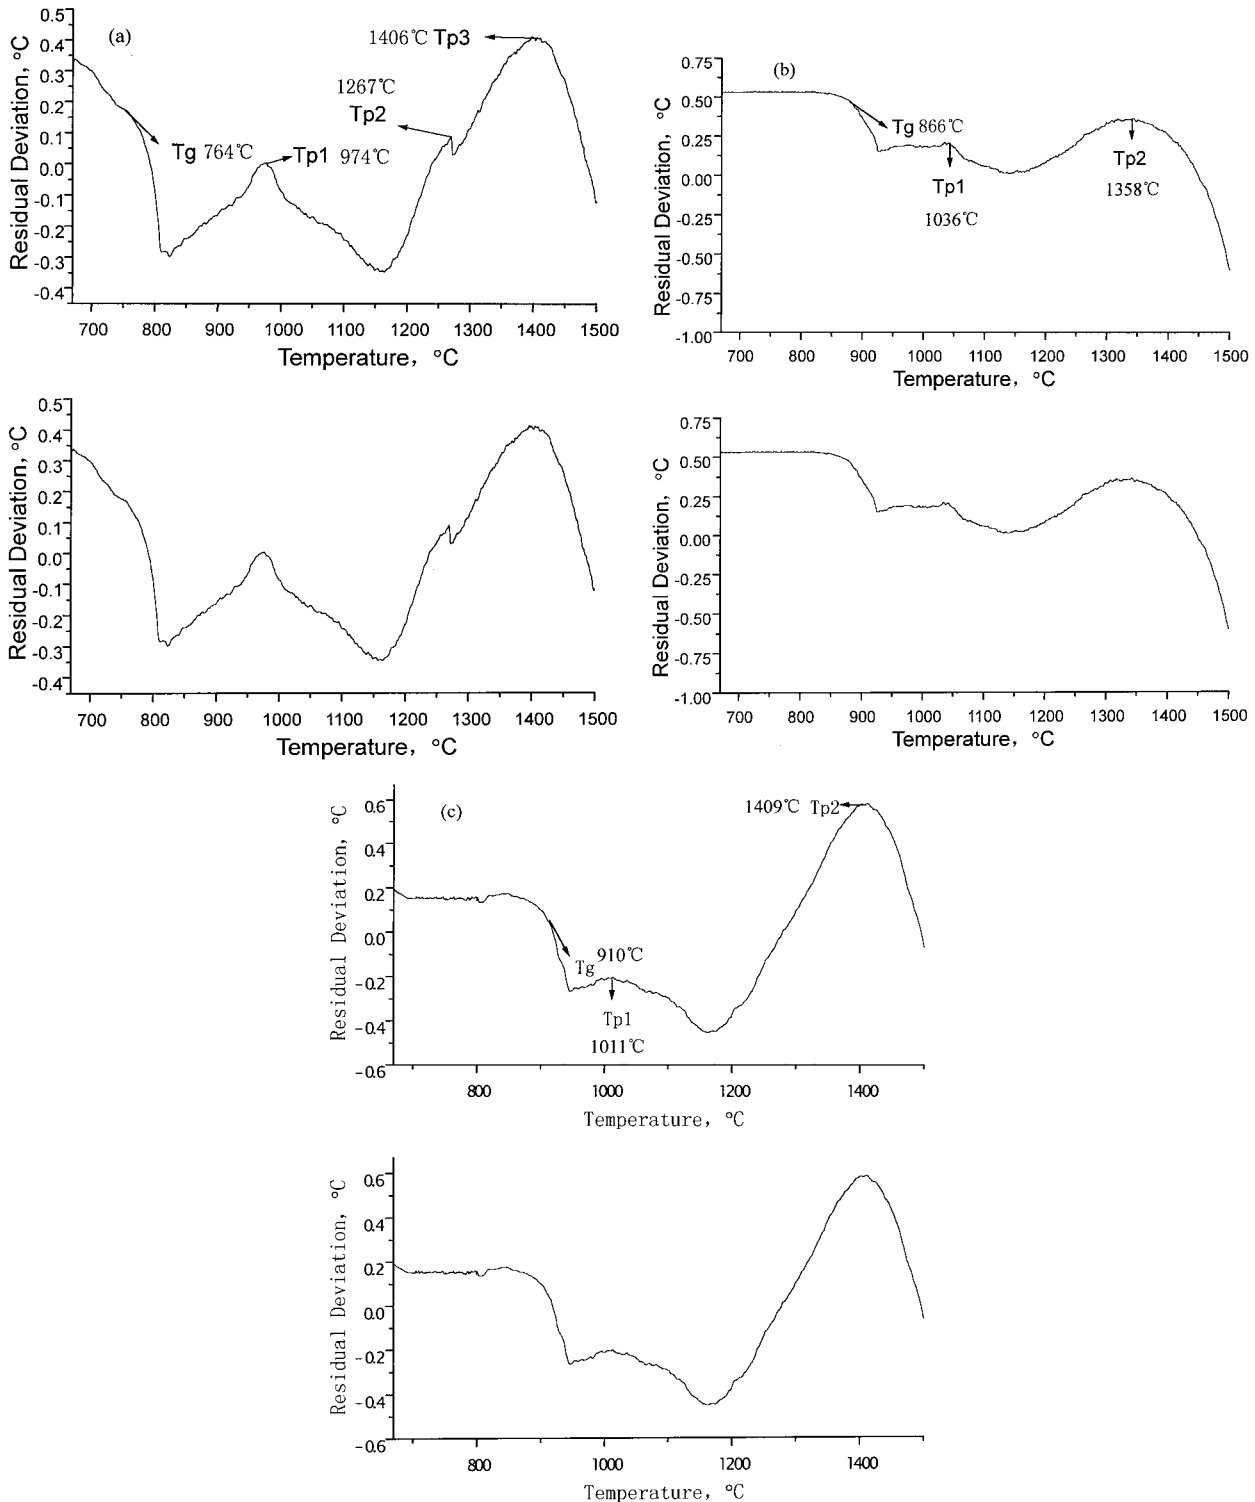 (a)
1406℃ Tp3
1267℃
Tp2
Tg 764℃
Tp1 974℃
0.5
0.4
0.3
0.2
0.1
0.0
-0.1
-0.2
-0.3
-0.4
Residual Deviation, °C
700 800 900 1000 1100 1200 1300 1400 1500
Temperature, °C
(b)
Tg 866℃
Tp1
1036℃
Tp2
1358℃
0.75
0.50
0.25
0.00
-0.25
-0.50
-0.75
-1.00
Residual Deviation, °C
700 800 900 1000 1100 1200 1300 1400 1500
Temperature, °C
0.5
0.4
0.3
0.2
0.1
0.0
-0.1
-0.2
-0.3
-0.4
Residual Deviation, °C
700 800 900 1000 1100 1200 1300 1400 1500
Temperature, °C
0.75
0.50
0.25
0.00
-0.25
-0.50
-0.75
-1.00
Residual Deviation, °C
700 800 900 1000 1100 1200 1300 1400 1500
Temperature, °C
(c)
1409℃ Tp2
Tg 910℃
Tp1
1011℃
0.6
0.4
0.2
0.0
-0.2
-0.4
-0.6
Residual Deviation, °C
800 1000 1200 1400
Temperature, °C
0.6
0.4
0.2
0.0
-0.2
-0.4
-0.6
Residual Deviation, °C
800 1000 1200 1400
Temperature, °C